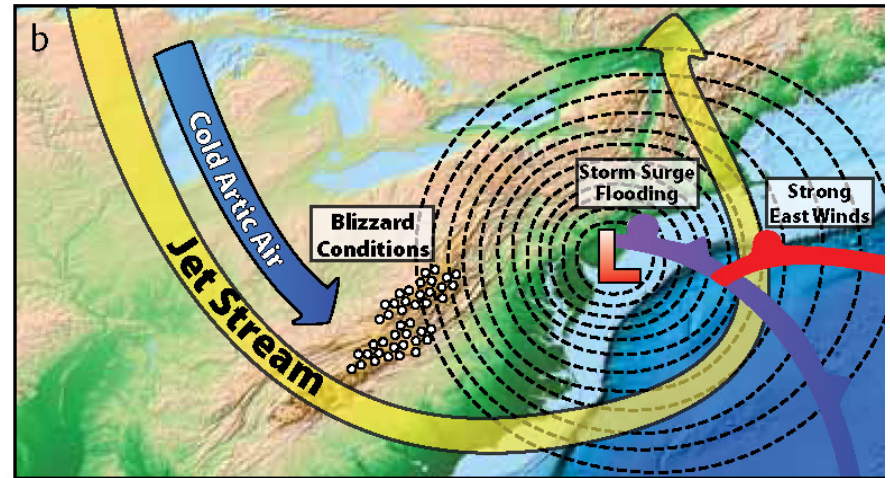 b
Cold Artic Air
Jet Stream
Blizzard
Conditions
Storm Surge
Flooding
Strong
East Winds
L